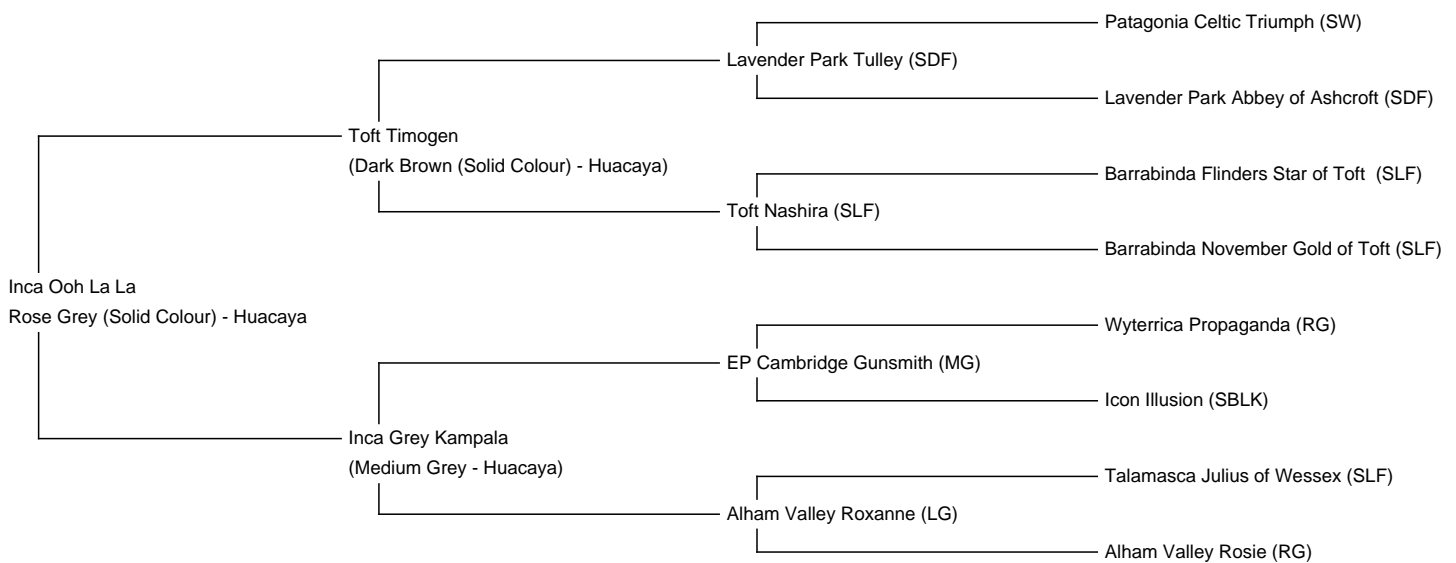 Patagonia Celtic Triumph (SW)
Lavender Park Tulley (SDF)
Lavender Park Abbey of Ashcroft (SDF)
Toft Timogen
(Dark Brown (Solid Colour) - Huacaya)
Barrabinda Flinders Star of Toft (SLF)
Toft Nashira (SLF)
Barrabinda November Gold of Toft (SLF)
Inca Ooh La La
Rose Grey (Solid Colour) - Huacaya
Wyterrica Propaganda (RG)
EP Cambridge Gunsmith (MG)
Icon Illusion (SBLK)
Inca Grey Kampala
(Medium Grey - Huacaya)
Talamasca Julius of Wessex (SLF)
Alham Valley Roxanne (LG)
Alham Valley Rosie (RG)